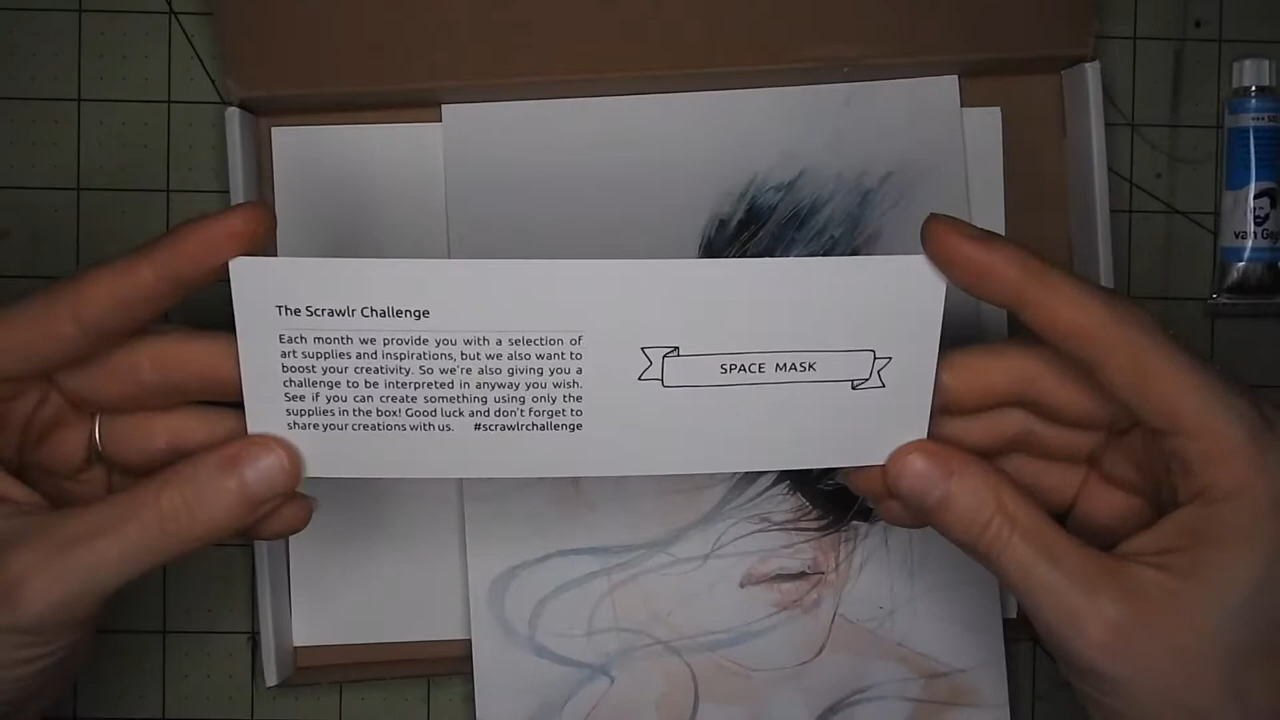 The Scrawlr Challenge
Each month we provide you with a selection of
art supplies and inspirations, but we also want to
boost your creativity. So we're also giving you a
challenge to be interpreted in anyway you wish.
See if you can create something using only the
supplies in the box! Good luck and don't forget to
share your creations with us. #scrawlrchallenge
SPACE MASK
van